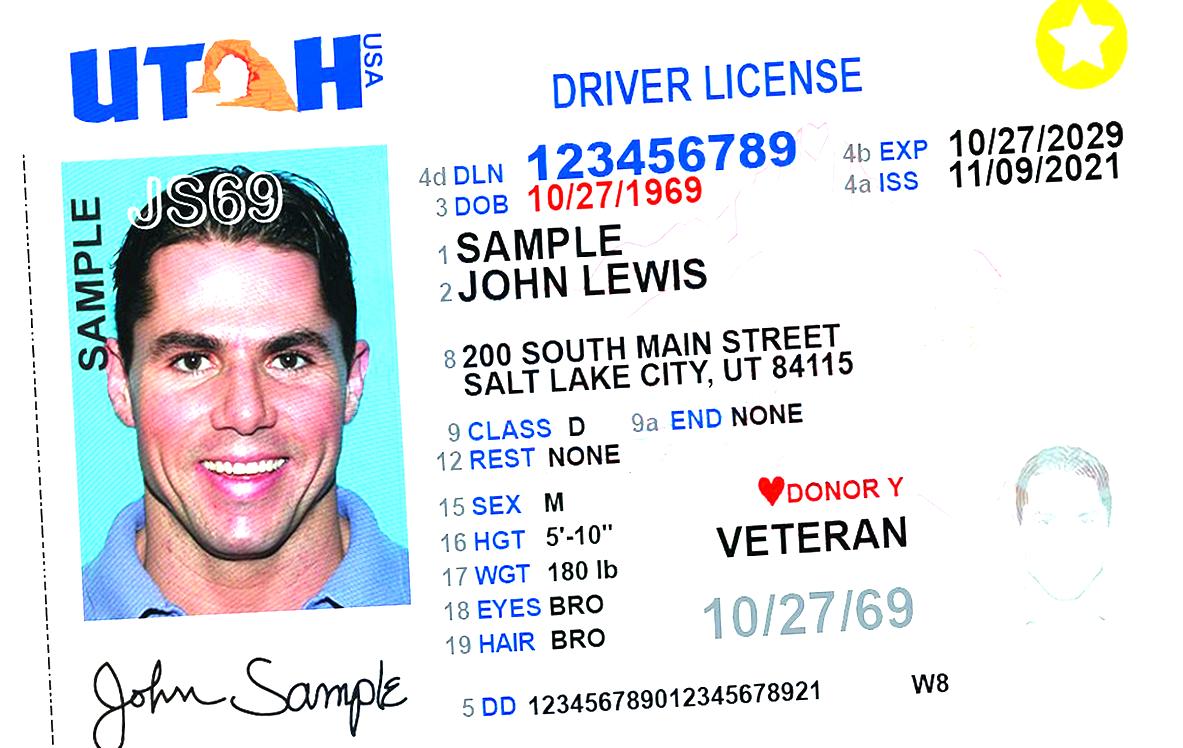 UTAH USA
DRIVER LICENSE
4d DLN 123456789
3 DOB 10/27/1969
4b EXP 10/27/2029
4a ISS 11/09/2021
1 SAMPLE
2 JOHN LEWIS
8 200 SOUTH MAIN STREET
SALT LAKE CITY, UT 84115
9 CLASS D 9a END NONE
12 REST NONE
15 SEX M
16 HGT 5'-10"
17 WGT 180 lb
18 EYES BRO
19 HAIR BRO
♥DONOR Y
VETERAN
10/27/69
5 DD 123456789012345678921 W8
SAMPLE
JS69
John Sample